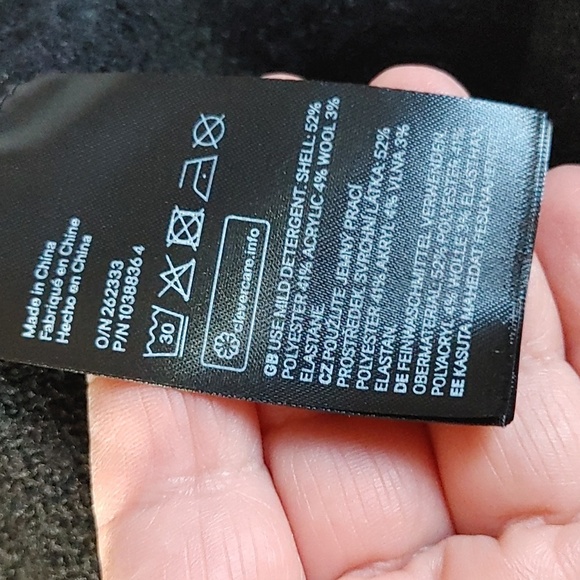 Made in China
Fabriqué en Chine
Hecho en China
O/N 262333
P/N 1038836 4
30
clevercare.info
GB USE MILD DETERGENT. SHELL: 52%
POLYESTER 41% ACRYLIC 4% WOOL 3%
ELASTANE
CZ POUŽIJTE JEMNÝ PRACÍ
PROSTŘEDEK. SVRCHNÍ LÁTKA: 52%
POLYESTER 41% AKRYL 4% VLNA 3%
ELASTAN
DE FEINWASCHMITTEL VERWENDEN.
OBERMATERIAL: 52% POLYESTER 41%
POLYACRYL 4% WOLLE 3% ELASTHAN
EE KASUTA MAHEDAT